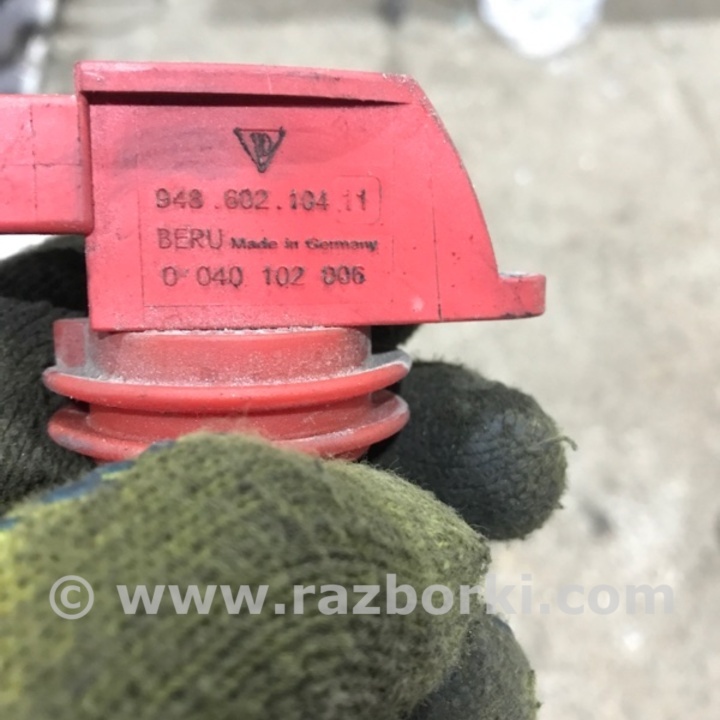 948.602.104.11
BERU Made in Germany
0 040 102 006
© www.razborki.com